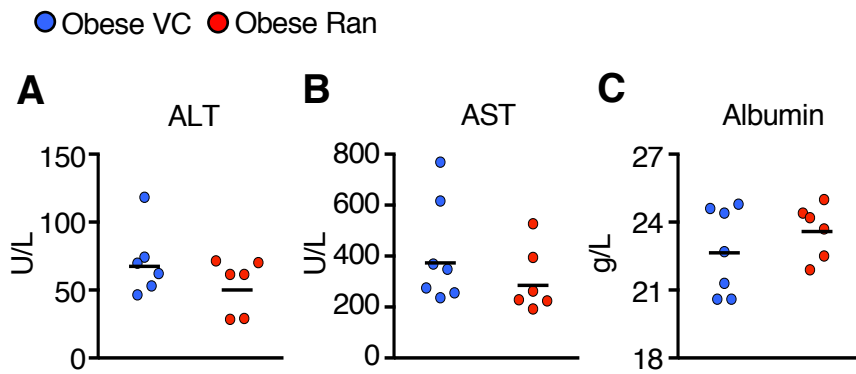 Obese VC Obese Ran
A
ALT
150
100
50
0
U/L
B
AST
800
600
400
200
0
U/L
C
Albumin
27
24
21
18
g/L